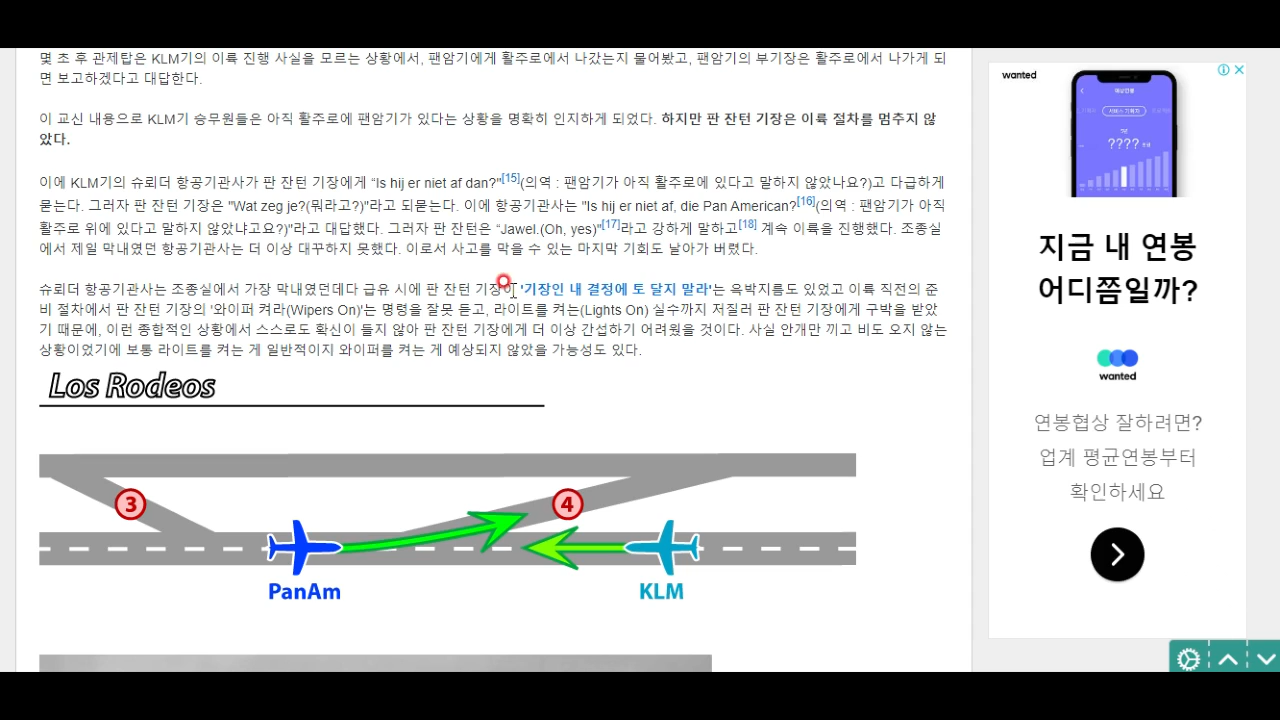 몇 초 후 관제탑은 KLM기의 이륙 진행 사실을 모르는 상황에서, 팬암기에게 활주로에서 나갔는지 물어봤고, 팬암기의 부기장은 활주로에서 나가게 되
면 보고하겠다고 대답한다.
이 교신 내용으로 KLM기 승무원들은 아직 활주로에 팬암기가 있다는 상황을 명확히 인지하게 되었다. 하지만 판 잔턴 기장은 이륙 절차를 멈추지 않
았다.
이에 KLM기의 슈뢰더 항공기관사가 판 잔턴 기장에게 “Is hij er niet af dan?”[15](의역 : 팬암기가 아직 활주로에 있다고 말하지 않았나요?)고 다급하게
묻는다. 그러자 판 잔턴 기장은 "Wat zeg je?(뭐라고?)"라고 되묻는다. 이에 항공기관사는 "Is hij er niet af, die Pan American?[16](의역 : 팬암기가 아직
활주로 위에 있다고 말하지 않았냐고요?)"라고 대답했다. 그러자 판 잔턴은 “Jawel.(Oh, yes)”[17]라고 강하게 말하고[18] 계속 이륙을 진행했다. 조종실
에서 제일 막내였던 항공기관사는 더 이상 대꾸하지 못했다. 이로서 사고를 막을 수 있는 마지막 기회도 날아가 버렸다.
슈뢰더 항공기관사는 조종실에서 가장 막내였던데다 급유 시에 판 잔턴 기장이 '기장인 내 결정에 토 달지 말라'는 윽박지름도 있었고 이륙 직전의 준
비 절차에서 판 잔턴 기장의 '와이퍼 켜라(Wipers On)'는 명령을 잘못 듣고, 라이트를 켜는(Lights On) 실수까지 저질러 판 잔턴 기장에게 구박을 받았
기 때문에, 이런 종합적인 상황에서 스스로도 확신이 들지 않아 판 잔턴 기장에게 더 이상 간섭하기 어려웠을 것이다. 사실 안개만 끼고 비도 오지 않는
상황이었기에 보통 라이트를 켜는 게 일반적이지 와이퍼를 켜는 게 예상되지 않았을 가능성도 있다.
Los Rodeos
3
4
PanAm
KLM
wanted
????
지금 내 연봉
어디쯤일까?
wanted
연봉협상 잘하려면?
업계 평균연봉부터
확인하세요